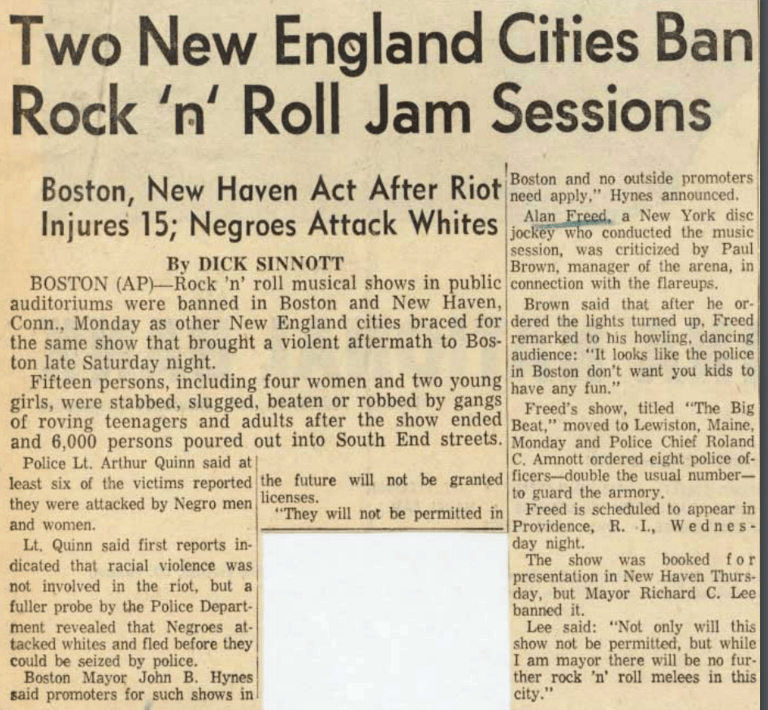 Two New England Cities Ban
Rock 'n' Roll Jam Sessions
Boston, New Haven Act After Riot
Injures 15; Negroes Attack Whites
By DICK SINNOTT
BOSTON (AP)—Rock 'n' roll musical shows in public
auditoriums were banned in Boston and New Haven,
Conn., Monday as other New England cities braced for
the same show that brought a violent aftermath to Bos-
ton late Saturday night.
Fifteen persons, including four women and two young
girls, were stabbed, slugged, beaten or robbed by gangs
of roving teenagers and adults after the show ended
and 6,000 persons poured out into South End streets.
Police Lt. Arthur Quinn said at
least six of the victims reported
they were attacked by Negro men
and women.
Lt. Quinn said first reports in-
dicated that racial violence was
not involved in the riot, but a
fuller probe by the Police Depart-
ment revealed that Negroes at-
tacked whites and fled before they
could be seized by police.
Boston Mayor John B. Hynes
said promoters for such shows in
the future will not be granted
licenses.
"They will not be permitted in
Boston and no outside promoters
need apply," Hynes announced.
Alan Freed, a New York disc
jockey who conducted the music
session, was criticized by Paul
Brown, manager of the arena, in
connection with the flareups.
Brown said that after he or-
dered the lights turned up, Freed
remarked to his howling, dancing
audience: "It looks like the police
in Boston don't want you kids to
have any fun."
Freed's show, titled "The Big
Beat," moved to Lewiston, Maine,
Monday and Police Chief Roland
C. Amnott ordered eight police of-
ficers—double the usual number—
to guard the armory.
Freed is scheduled to appear in
Providence, R. I., Wednes-
day night.
The show was booked for
presentation in New Haven Thurs-
day, but Mayor Richard C. Lee
banned it.
Lee said: "Not only will this
show not be permitted, but while
I am mayor there will be no fur-
ther rock 'n' roll melees in this
city."